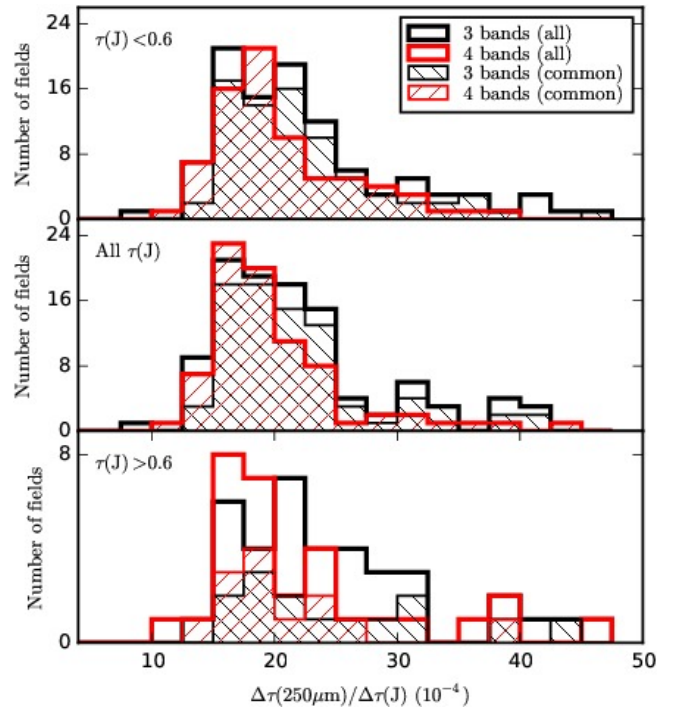 24
16
8
0
Number of fields
τ(J) <0.6
3 bands (all)
4 bands (all)
3 bands (common)
4 bands (common)
24
16
8
0
Number of fields
All τ(J)
8
4
0
Number of fields
τ(J) >0.6
10 20 30 40 50
Δτ(250μm)/Δτ(J) (10⁻⁴)